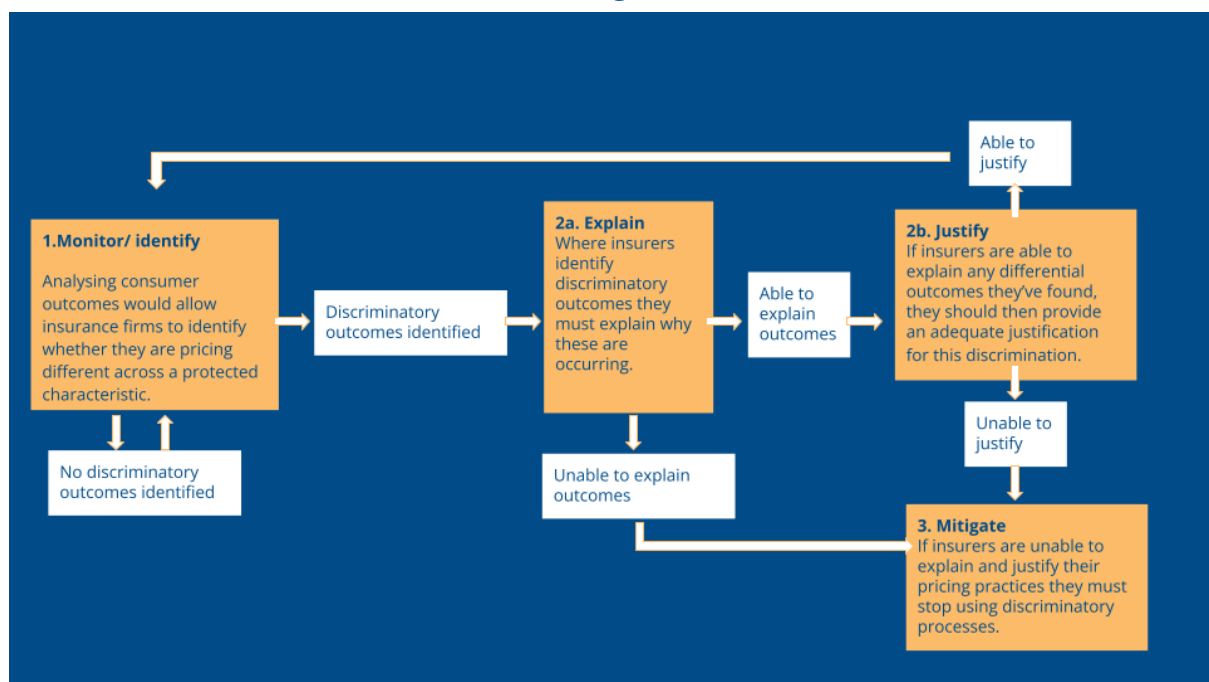 Able to
justify
1.Monitor/ identify
Analysing consumer
outcomes would allow
insurance firms to identify
whether they are pricing
different across a protected
characteristic.
Discriminatory
outcomes identified
2a. Explain
Where insurers
identify
discriminatory
outcomes they
must explain why
these are
occurring.
Able to
explain
outcomes
2b. Justify
If insurers are able to
explain any differential
outcomes they’ve found,
they should then provide
an adequate justification
for this discrimination.
No discriminatory
outcomes identified
Unable to explain
outcomes
Unable to
justify
3. Mitigate
If insurers are unable to
explain and justify their
pricing practices they must
stop using discriminatory
processes.